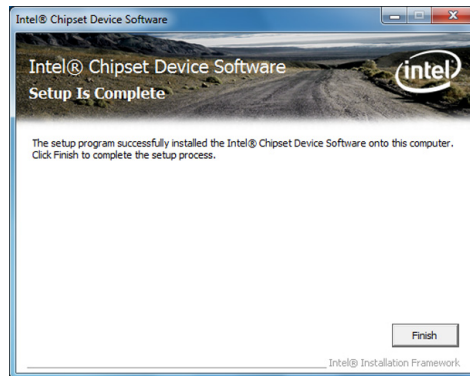 Intel® Chipset Device Software
Intel® Chipset Device Software
Setup Is Complete
intel
The setup program successfully installed the Intel® Chipset Device Software onto this computer.
Click Finish to complete the setup process.
Finish
Intel® Installation Framework